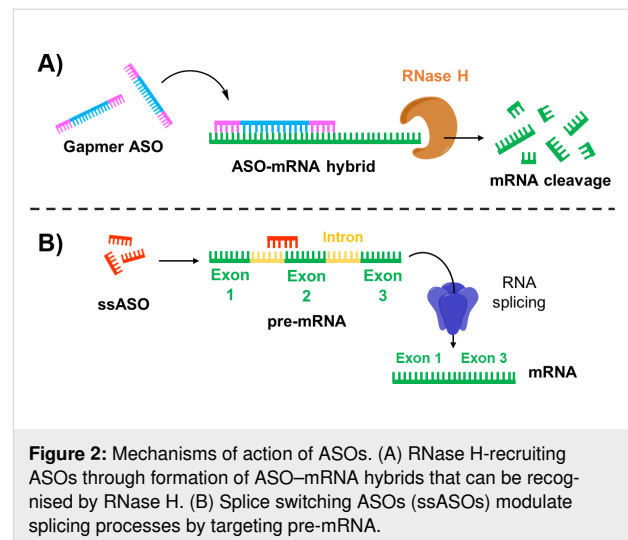 A)
RNase H
Gapmer ASO
ASO-mRNA hybrid
mRNA cleavage
B)
Intron
Exon 1
Exon 2
Exon 3
ssASO
pre-mRNA
RNA
splicing
Exon 1 Exon 3
mRNA
Figure 2: Mechanisms of action of ASOs. (A) RNase H-recruiting
ASOs through formation of ASO–mRNA hybrids that can be recog-
nised by RNase H. (B) Splice switching ASOs (ssASOs) modulate
splicing processes by targeting pre-mRNA.